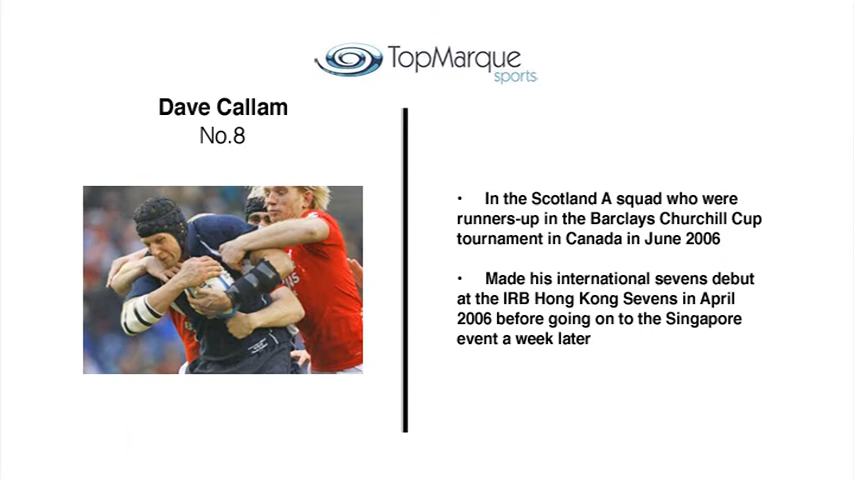 TopMarque
sports
Dave Callam
No.8
• In the Scotland A squad who were
runners-up in the Barclays Churchill Cup
tournament in Canada in June 2006
• Made his international sevens debut
at the IRB Hong Kong Sevens in April
2006 before going on to the Singapore
event a week later